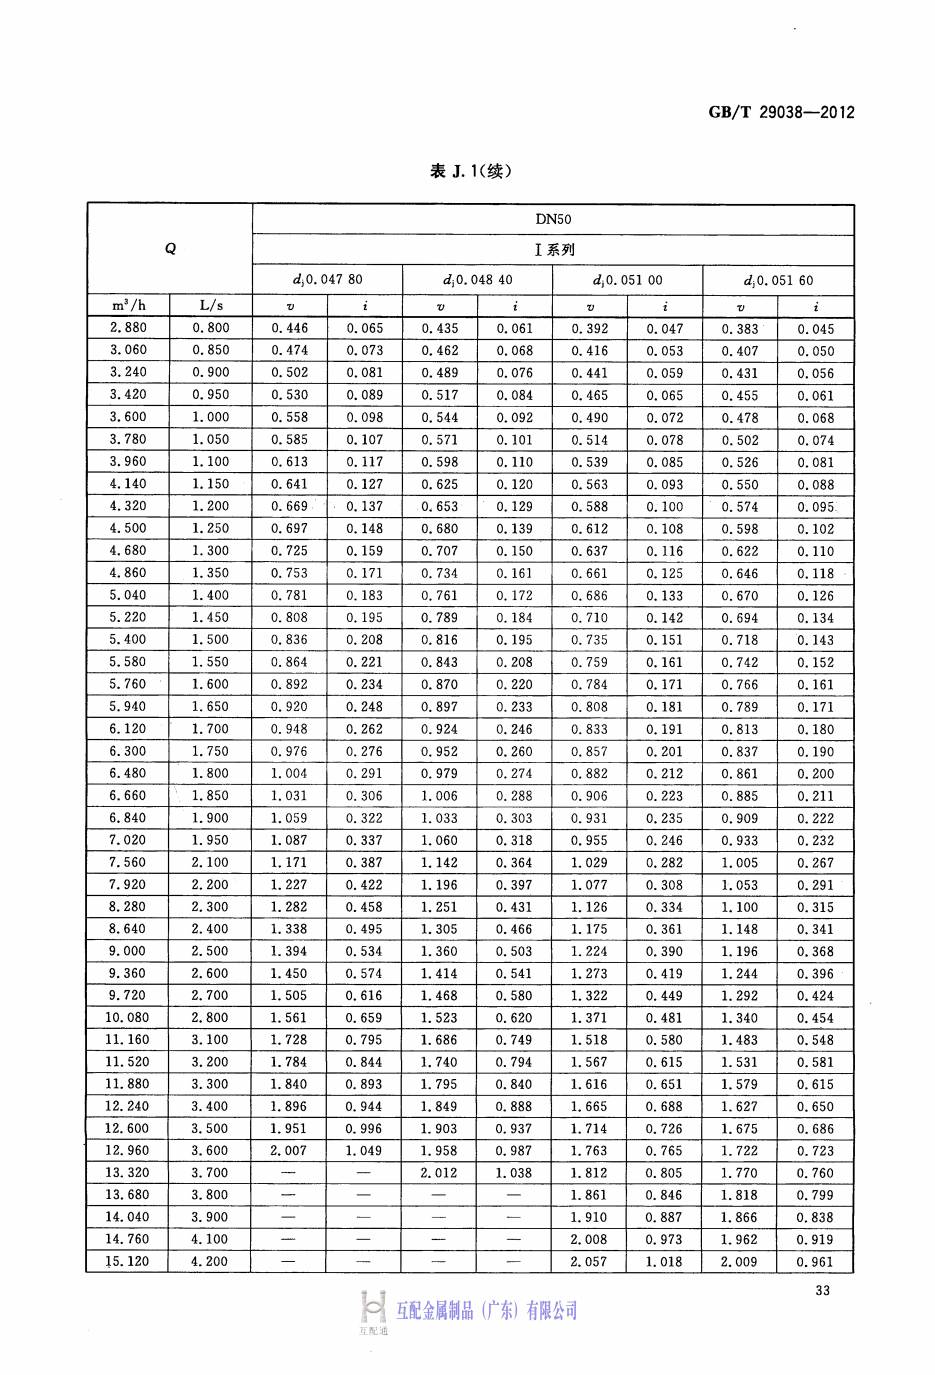 GB/T 29038—2012
表 J.1(续)
Q
DN50
Ⅰ系列
dj0.047 80 dj0.048 40 dj0.051 00 dj0.051 60
m³/h L/s v i v i v i v i
2.880 0.800 0.446 0.065 0.435 0.061 0.392 0.047 0.383 0.045
3.060 0.850 0.474 0.073 0.462 0.068 0.416 0.053 0.407 0.050
3.240 0.900 0.502 0.081 0.489 0.076 0.441 0.059 0.431 0.056
3.420 0.950 0.530 0.089 0.517 0.084 0.465 0.065 0.455 0.061
3.600 1.000 0.558 0.098 0.544 0.092 0.490 0.072 0.478 0.068
3.780 1.050 0.585 0.107 0.571 0.101 0.514 0.078 0.502 0.074
3.960 1.100 0.613 0.117 0.598 0.110 0.539 0.085 0.526 0.081
4.140 1.150 0.641 0.127 0.625 0.120 0.563 0.093 0.550 0.088
4.320 1.200 0.669 0.137 0.653 0.129 0.588 0.100 0.574 0.095
4.500 1.250 0.697 0.148 0.680 0.139 0.612 0.108 0.598 0.102
4.680 1.300 0.725 0.159 0.707 0.150 0.637 0.116 0.622 0.110
4.860 1.350 0.753 0.171 0.734 0.161 0.661 0.125 0.646 0.118
5.040 1.400 0.781 0.183 0.761 0.172 0.686 0.133 0.670 0.126
5.220 1.450 0.808 0.195 0.789 0.184 0.710 0.142 0.694 0.134
5.400 1.500 0.836 0.208 0.816 0.195 0.735 0.151 0.718 0.143
5.580 1.550 0.864 0.221 0.843 0.208 0.759 0.161 0.742 0.152
5.760 1.600 0.892 0.234 0.870 0.220 0.784 0.171 0.766 0.161
5.940 1.650 0.920 0.248 0.897 0.233 0.808 0.181 0.789 0.171
6.120 1.700 0.948 0.262 0.924 0.246 0.833 0.191 0.813 0.180
6.300 1.750 0.976 0.276 0.952 0.260 0.857 0.201 0.837 0.190
6.480 1.800 1.004 0.291 0.979 0.274 0.882 0.212 0.861 0.200
6.660 1.850 1.031 0.306 1.006 0.288 0.906 0.223 0.885 0.211
6.840 1.900 1.059 0.322 1.033 0.303 0.931 0.235 0.909 0.222
7.020 1.950 1.087 0.337 1.060 0.318 0.955 0.246 0.933 0.232
7.560 2.100 1.171 0.387 1.142 0.364 1.029 0.282 1.005 0.267
7.920 2.200 1.227 0.422 1.196 0.397 1.077 0.308 1.053 0.291
8.280 2.300 1.282 0.458 1.251 0.431 1.126 0.334 1.100 0.315
8.640 2.400 1.338 0.495 1.305 0.466 1.175 0.361 1.148 0.341
9.000 2.500 1.394 0.534 1.360 0.503 1.224 0.390 1.196 0.368
9.360 2.600 1.450 0.574 1.414 0.541 1.273 0.419 1.244 0.396
9.720 2.700 1.505 0.616 1.468 0.580 1.322 0.449 1.292 0.424
10.080 2.800 1.561 0.659 1.523 0.620 1.371 0.481 1.340 0.454
11.160 3.100 1.728 0.795 1.686 0.749 1.518 0.580 1.483 0.548
11.520 3.200 1.784 0.844 1.740 0.794 1.567 0.615 1.531 0.581
11.880 3.300 1.840 0.893 1.795 0.840 1.616 0.651 1.579 0.615
12.240 3.400 1.896 0.944 1.849 0.888 1.665 0.688 1.627 0.650
12.600 3.500 1.951 0.996 1.903 0.937 1.714 0.726 1.675 0.686
12.960 3.600 2.007 1.049 1.958 0.987 1.763 0.765 1.722 0.723
13.320 3.700 — — 2.012 1.038 1.812 0.805 1.770 0.760
13.680 3.800 — — — — 1.861 0.846 1.818 0.799
14.040 3.900 — — — — 1.910 0.887 1.866 0.838
14.760 4.100 — — — — 2.008 0.973 1.962 0.919
15.120 4.200 — — — — 2.057 1.018 2.009 0.961
33
互配金属制品（广东）有限公司
互配通